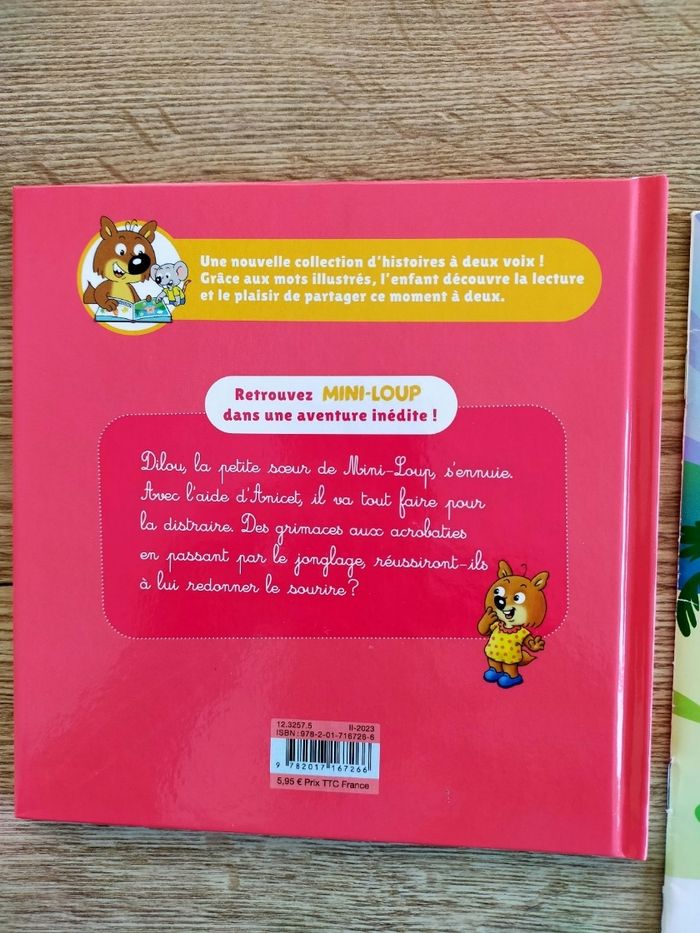 Une nouvelle collection d'histoires à deux voix !
Grâce aux mots illustrés, l'enfant découvre la lecture
et le plaisir de partager ce moment à deux.
Retrouvez MINI-LOUP
dans une aventure inédite !
Dilou, la petite sœur de Mini-Loup, s'ennuie.
Avec l'aide d'Anicet, il va tout faire pour
la distraire. Des grimaces aux acrobaties
en passant par le jonglage, réussiront-ils
à lui redonner le sourire ?
12.3257.5 II-2023
ISBN : 978-2-01-716726-6
9 782017 167266
5,95 € Prix TTC France